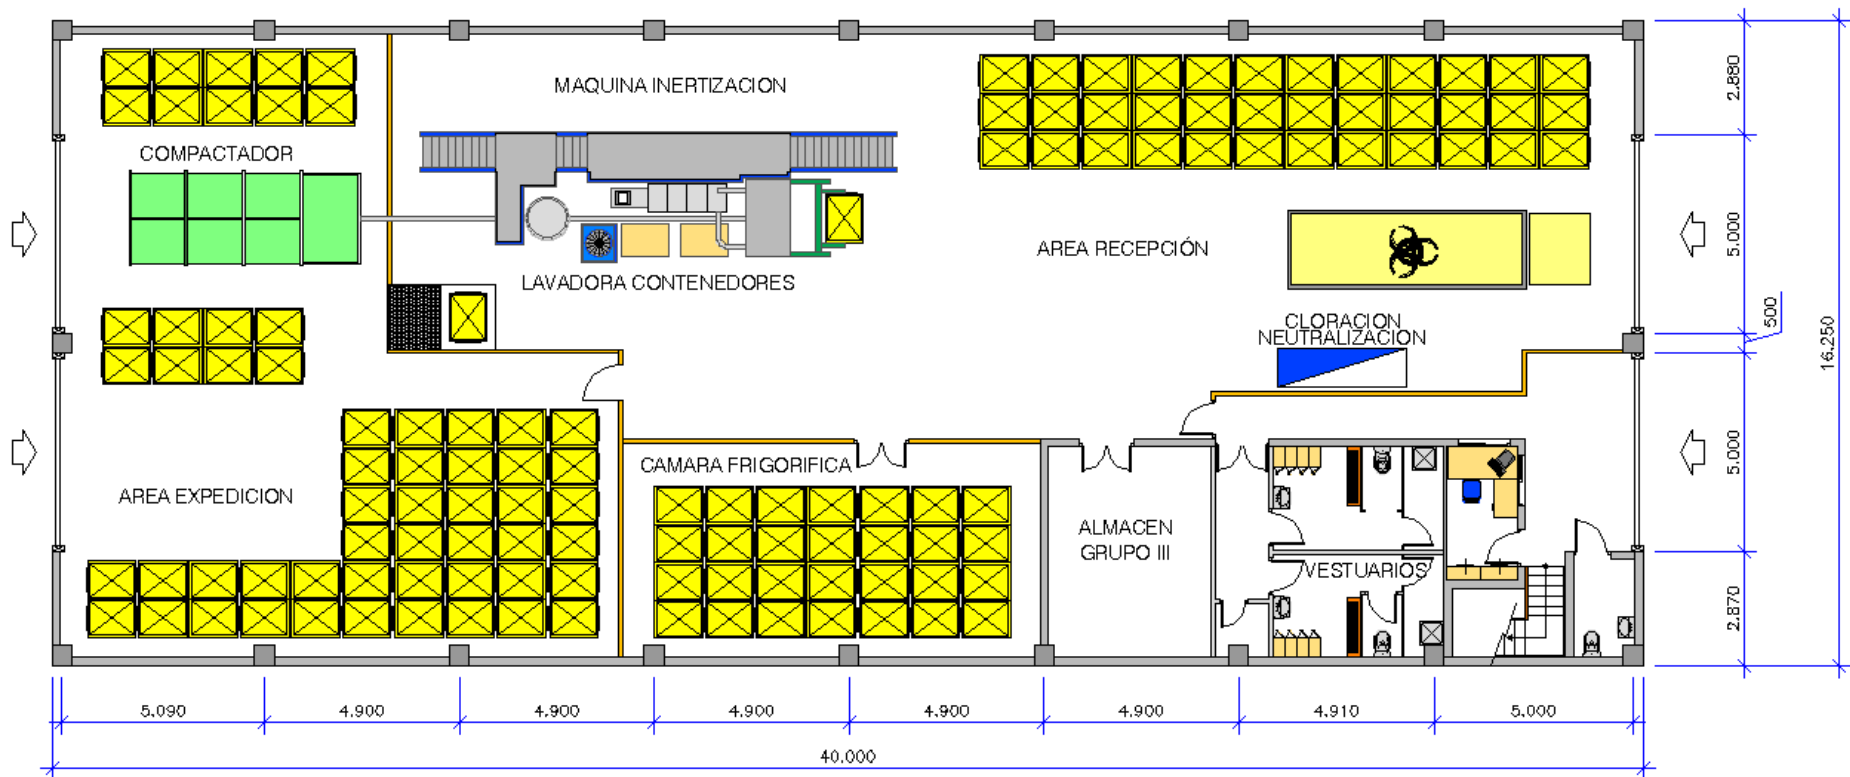 MAQUINA INERTIZACION
COMPACTADOR
LAVADORA CONTENEDORES
AREA RECEPCIÓN
CLORACION
NEUTRALIZACION
CAMARA FRIGORIFICA
AREA EXPEDICION
ALMACEN
GRUPO III
VESTUARIOS
2.880
5.000
500
16.250
5.000
2.870
5.090
4.900
4.900
4.900
4.900
4.900
4.910
5.000
40.000